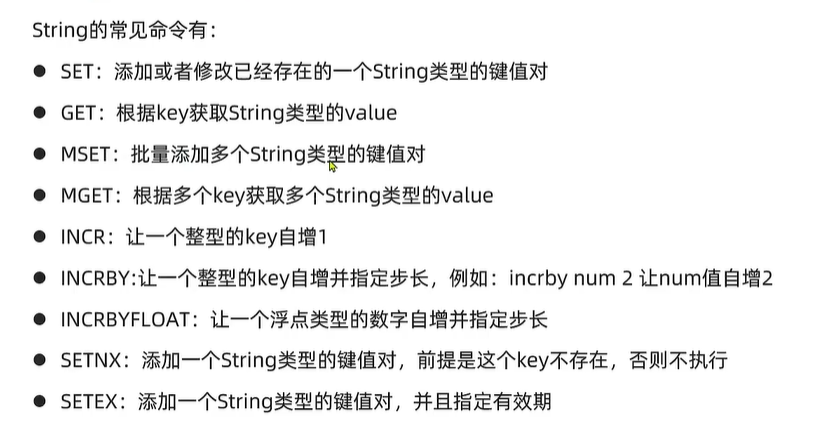 String的常见命令有：
● SET：添加或者修改已经存在的一个String类型的键值对
● GET：根据key获取String类型的value
● MSET：批量添加多个String类型的键值对
● MGET：根据多个key获取多个String类型的value
● INCR：让一个整型的key自增1
● INCRBY:让一个整型的key自增并指定步长，例如：incrby num 2 让num值自增2
● INCRBYFLOAT：让一个浮点类型的数字自增并指定步长
● SETNX：添加一个String类型的键值对，前提是这个key不存在，否则不执行
● SETEX：添加一个String类型的键值对，并且指定有效期